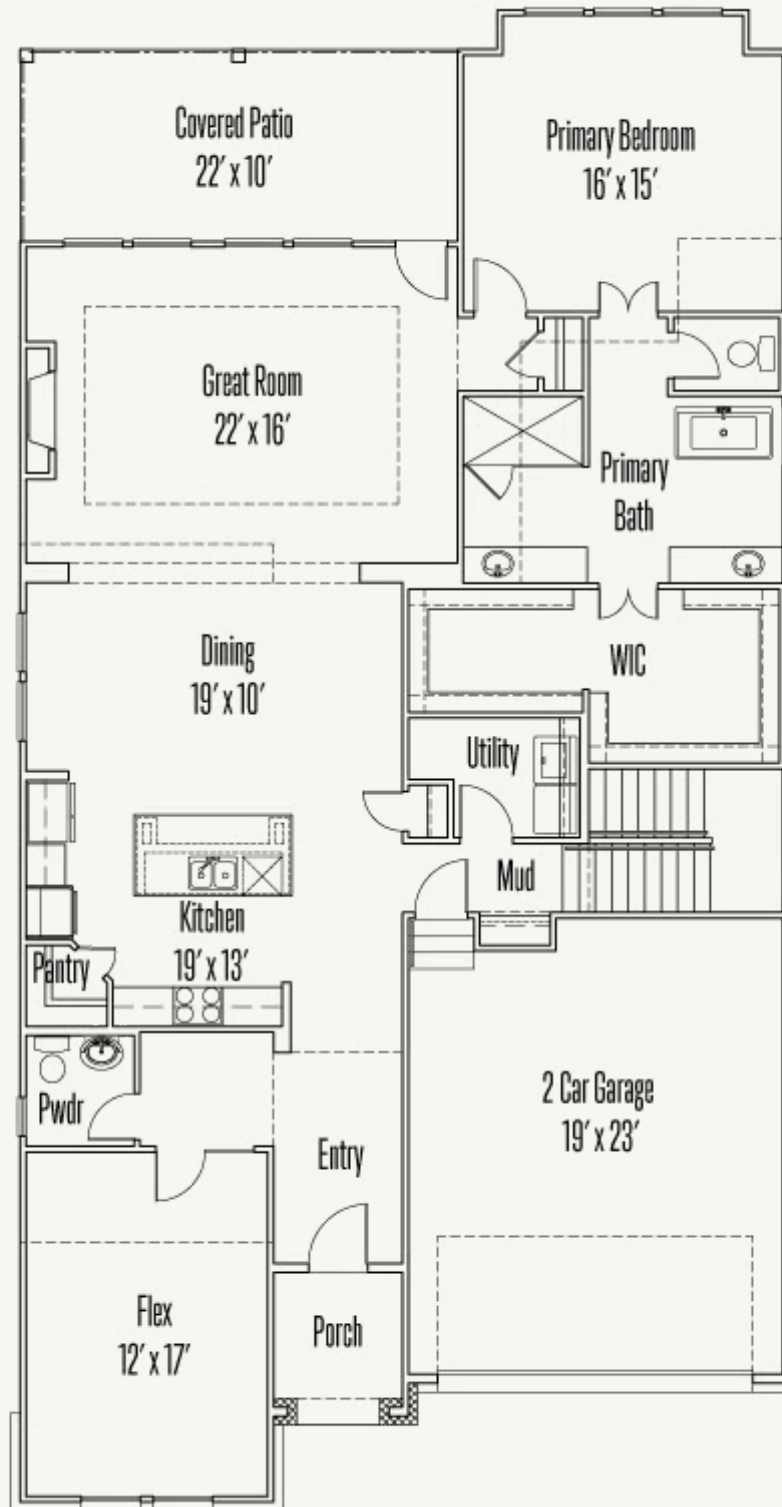 Covered Patio
22′ x 10′
Primary Bedroom
16′ x 15′
Great Room
22′ x 16′
Primary
Bath
Dining
19′ x 10′
WIC
Utility
Mud
Kitchen
19′ x 13′
Pantry
Pwdr
2 Car Garage
19′ x 23′
Entry
Flex
12′ x 17′
Porch